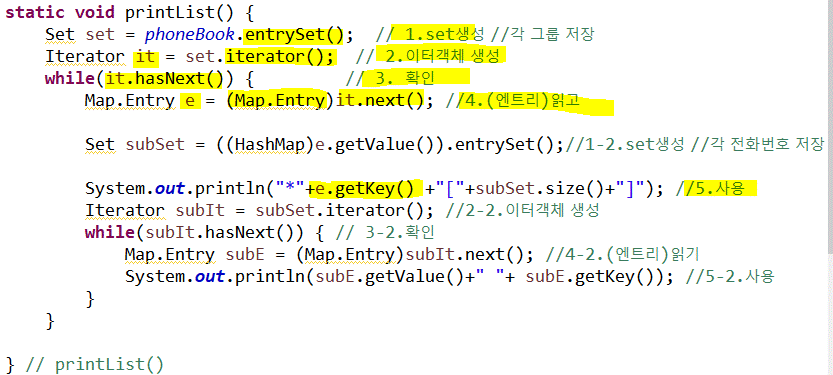 static void printList() {
    Set set = phoneBook.entrySet();  // 1.set생성 //각 그룹 저장
    Iterator it = set.iterator();  // 2.이터객체 생성
    while(it.hasNext()) {          // 3. 확인
        Map.Entry e = (Map.Entry)it.next(); //4.(엔트리)읽고
        Set subSet = ((HashMap)e.getValue()).entrySet();//1-2.set생성 //각 전화번호 저장
        System.out.println("*"+e.getKey() +"["+subSet.size()+"]"); //5.사용
        Iterator subIt = subSet.iterator(); //2-2.이터객체 생성
        while(subIt.hasNext()) { // 3-2.확인
            Map.Entry subE = (Map.Entry)subIt.next(); //4-2.(엔트리)읽기
            System.out.println(subE.getValue()+" "+ subE.getKey()); //5-2.사용
        }
    }
} // printList()